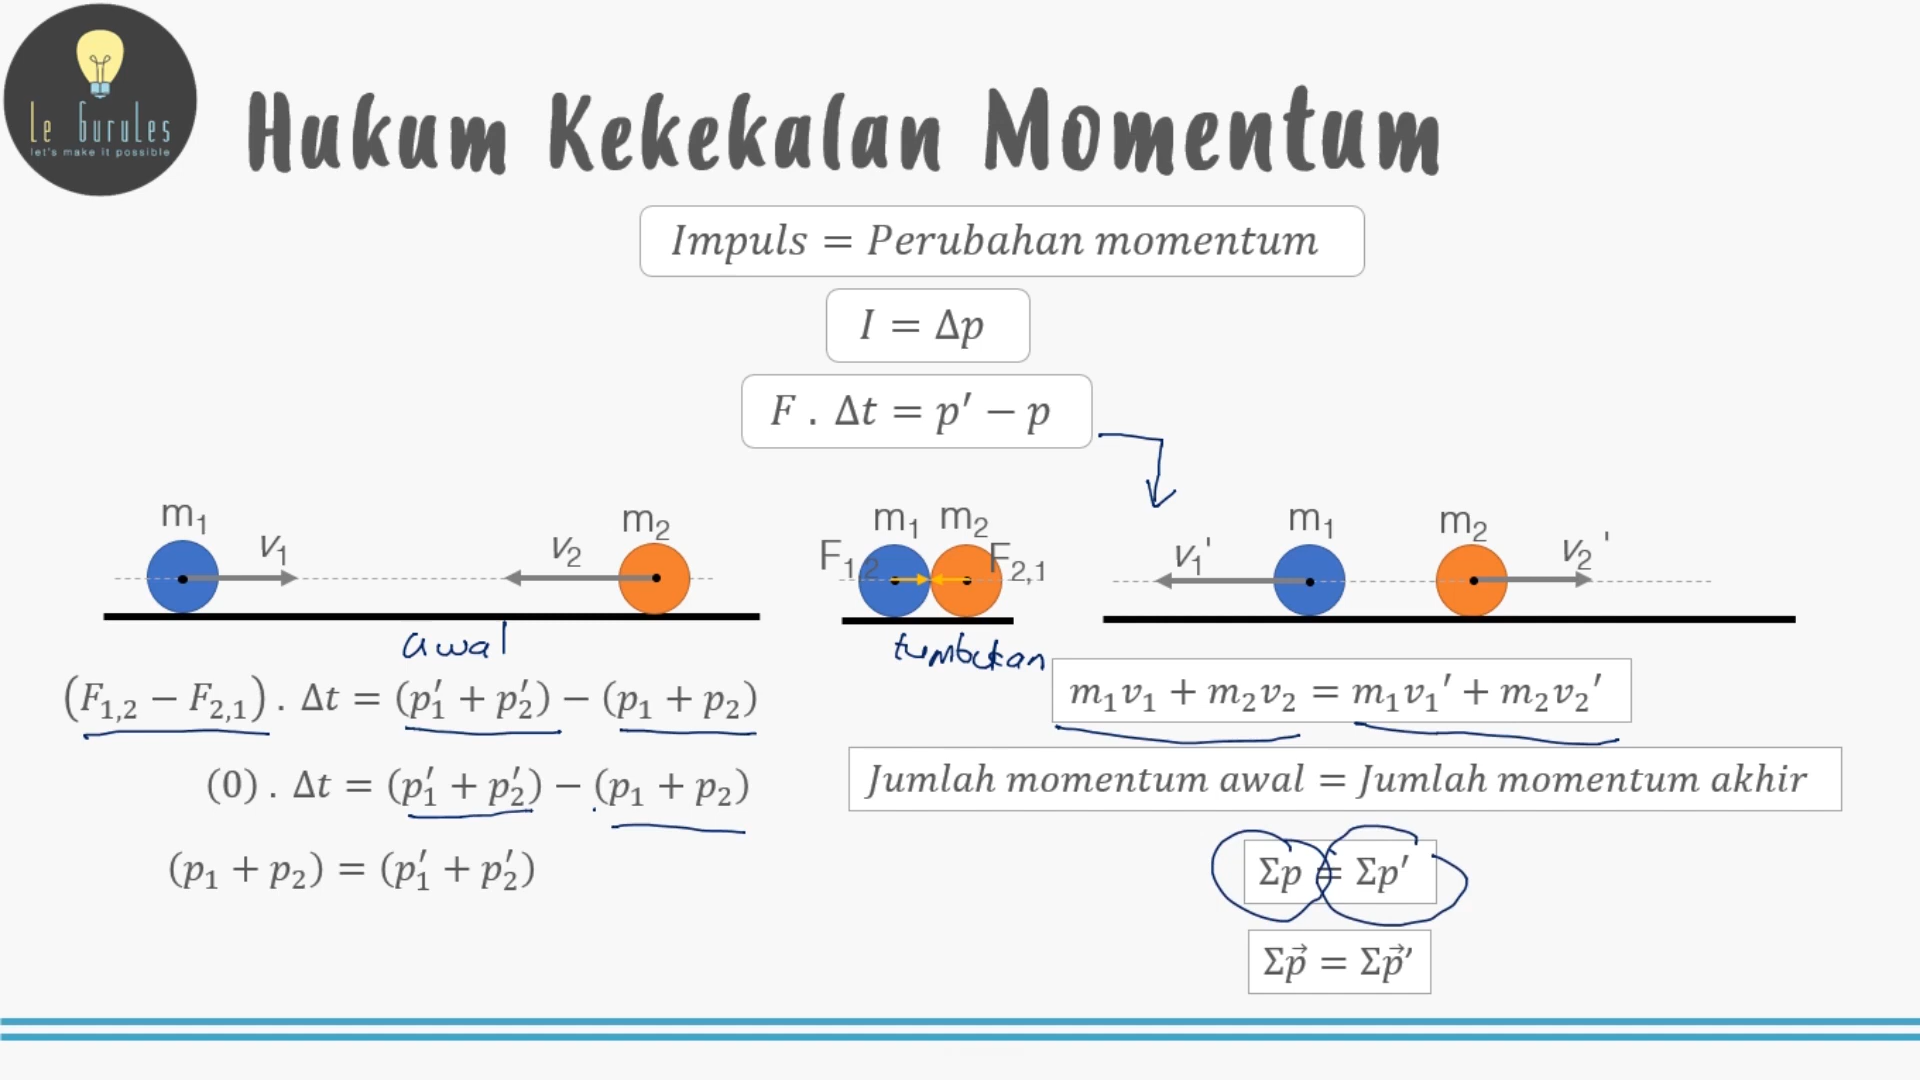 Le GuruLes
let's make it possible
Hukum Kekekalan Momentum
Impuls = Perubahan momentum
I = Δp
F . Δt = p′ − p
m₁ v₁ v₂ m₂
F₁,₂ m₁ m₂ F₂,₁
v₁' m₁ m₂ v₂'
awal
tumbukan
(F₁,₂ − F₂,₁) . Δt = (p₁′ + p₂′) − (p₁ + p₂)
(0) . Δt = (p₁′ + p₂′) − (p₁ + p₂)
(p₁ + p₂) = (p₁′ + p₂′)
m₁v₁ + m₂v₂ = m₁v₁′ + m₂v₂′
Jumlah momentum awal = Jumlah momentum akhir
Σp = Σp′
Σp⃗ = Σp⃗′